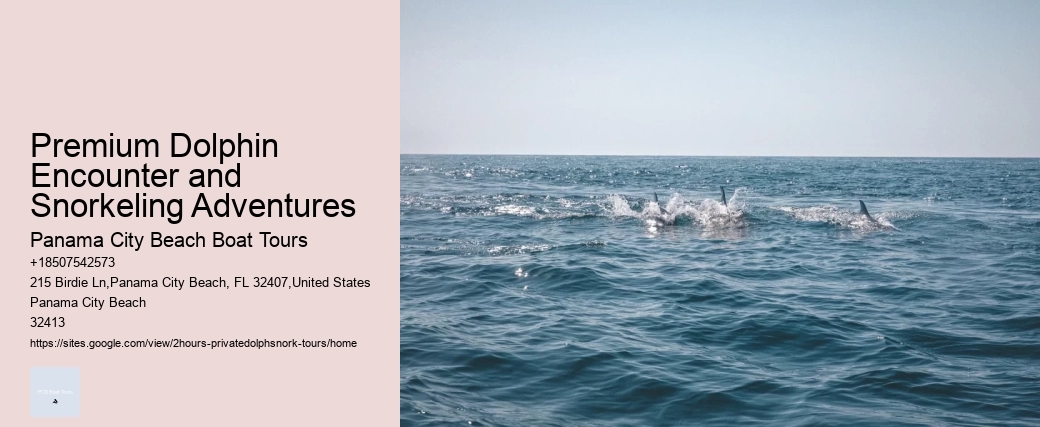 Premium Dolphin
Encounter and
Snorkeling Adventures
Panama City Beach Boat Tours
+18507542573
215 Birdie Ln,Panama City Beach, FL 32407,United States
Panama City Beach
32413
https://sites.google.com/view/2hours-privatedolphsnork-tours/home